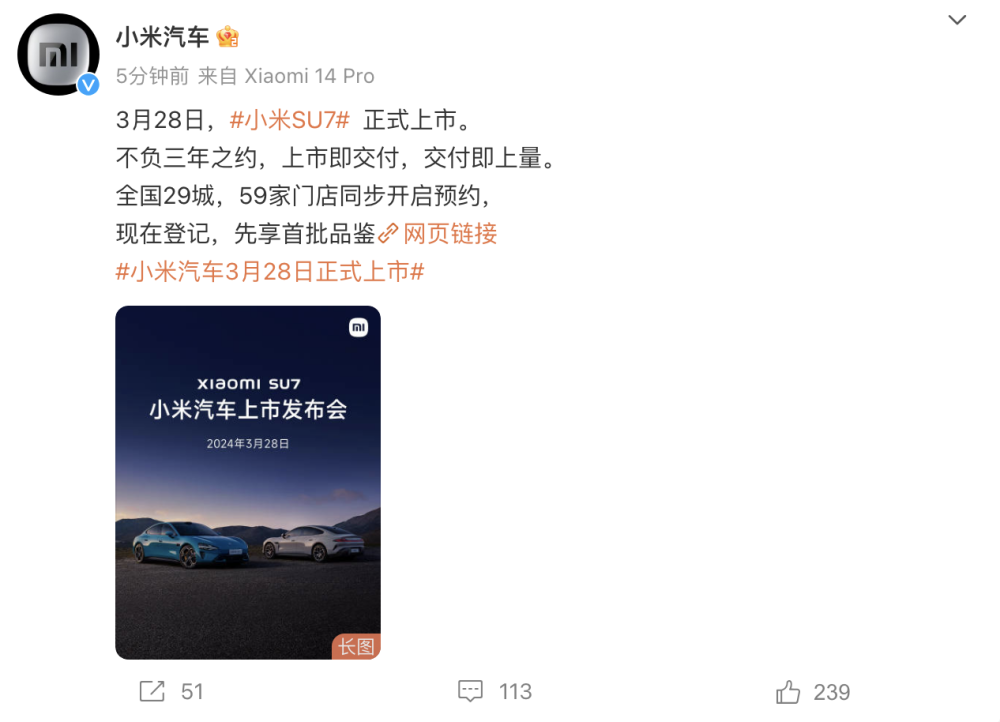 小米汽车
5分钟前 来自 Xiaomi 14 Pro
3月28日，#小米SU7# 正式上市。
不负三年之约，上市即交付，交付即上量。
全国29城，59家门店同步开启预约，
现在登记，先享首批品鉴网页链接
#小米汽车3月28日正式上市#
xiaomi SU7
小米汽车上市发布会
2024年3月28日
长图
51
113
239